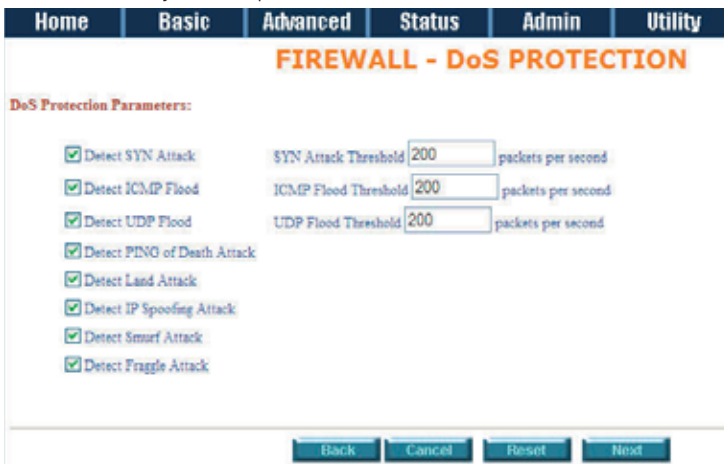 Home Basic Advanced Status Admin Utility
FIREWALL - DoS PROTECTION
DoS Protection Parameters:
Detect SYN Attack SYN Attack Threshold 200 packets per second
Detect ICMP Flood ICMP Flood Threshold 200 packets per second
Detect UDP Flood UDP Flood Threshold 200 packets per second
Detect PING of Death Attack
Detect Land Attack
Detect IP Spoofing Attack
Detect Smurf Attack
Detect Fraggle Attack
Back Cancel Reset Next